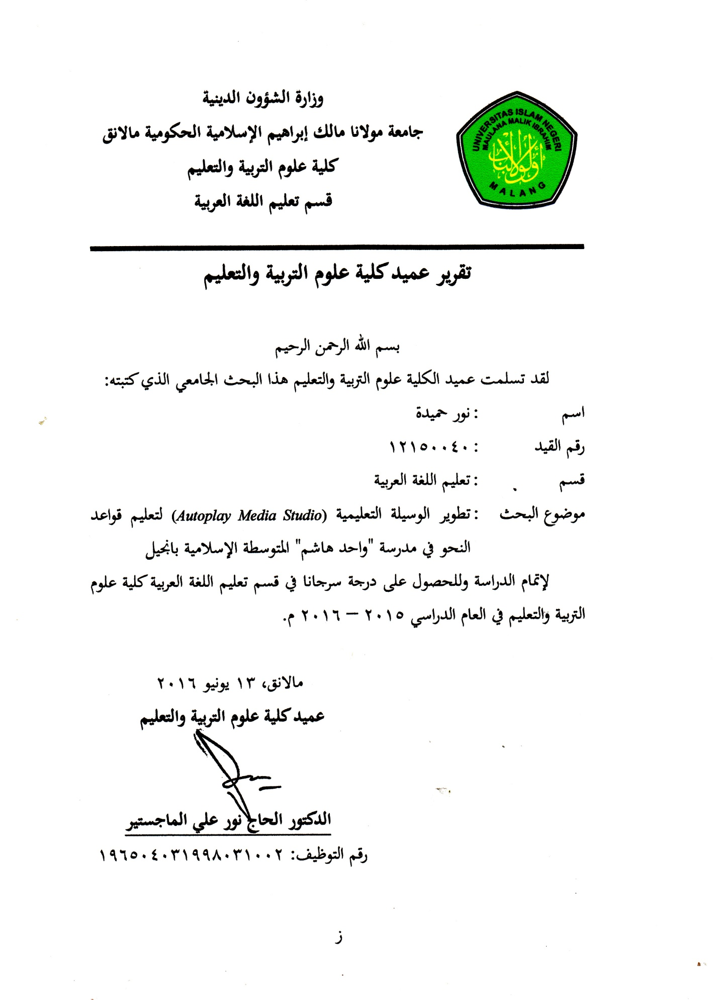 وزارة الشؤون الدينية
جامعة مولانا مالك إبراهيم الإسلامية الحكومية مالانق
كلية علوم التربية والتعليم
قسم تعليم اللغة العربية
UNIVERSITAS ISLAM NEGERI
MAULANA MALIK IBRAHIM
أولو الألباب
MALANG
تقرير عميد كلية علوم التربية والتعليم
بسم الله الرحمن الرحيم
لقد تسلمت عميد الكلية علوم التربية والتعليم هذا البحث الجامعي الذي كتبته:
اسم : نور حميدة
رقم القيد : ١٢١٥٠٠٤٠
قسم : تعليم اللغة العربية
موضوع البحث : تطوير الوسيلة التعليمية (Autoplay Media Studio) لتعليم قواعد
النحو في مدرسة "واحد هاشم" المتوسطة الإسلامية بانجيل
لإتمام الدراسة وللحصول على درجة سرجانا في قسم تعليم اللغة العربية كلية علوم
التربية والتعليم في العام الدراسي ٢٠١٥ – ٢٠١٦ م.
مالانق، ١٣ يونيو ٢٠١٦
عميد كلية علوم التربية والتعليم
الدكتور الحاج نور علي الماجستير
رقم التوظيف: ١٩٦٥٠٤٠٣١٩٩٨٠٣١٠٠٢
ز